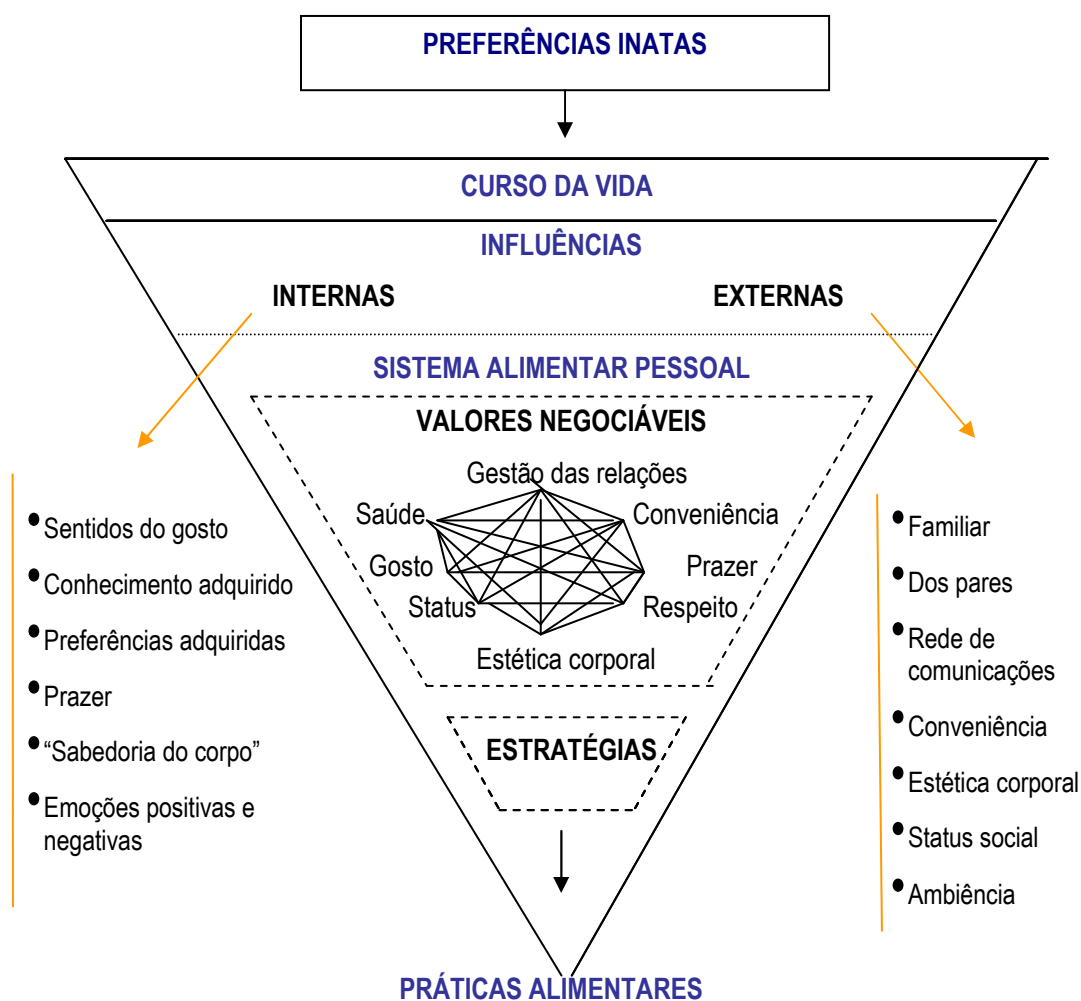 PREFERÊNCIAS INATAS
CURSO DA VIDA
INFLUÊNCIAS
INTERNAS
EXTERNAS
SISTEMA ALIMENTAR PESSOAL
VALORES NEGOCIÁVEIS
Gestão das relações
Saúde
Conveniência
Gosto
Prazer
Status
Respeito
Estética corporal
ESTRATÉGIAS
• Sentidos do gosto
• Conhecimento adquirido
• Preferências adquiridas
• Prazer
• “Sabedoria do corpo”
• Emoções positivas e
negativas
• Familiar
• Dos pares
• Rede de
comunicações
• Conveniência
• Estética corporal
• Status social
• Ambiência
PRÁTICAS ALIMENTARES